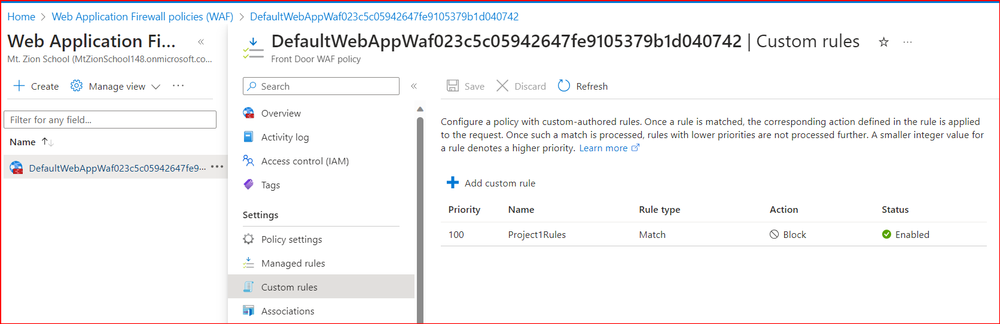 Home > Web Application Firewall policies (WAF) > DefaultWebAppWaf023c5c05942647fe9105379b1d040742
Web Application Fi...
Mt. Zion School (MtZionSchool148.onmicrosoft.co...
Create
Manage view
Filter for any field...
Name
DefaultWebAppWaf023c5c05942647fe9···
DefaultWebAppWaf023c5c05942647fe9105379b1d040742 | Custom rules
Front Door WAF policy
Search
Overview
Activity log
Access control (IAM)
Tags
Settings
Policy settings
Managed rules
Custom rules
Associations
Save
Discard
Refresh
Configure a policy with custom-authored rules. Once a rule is matched, the corresponding action defined in the rule is applied
to the request. Once such a match is processed, rules with lower priorities are not processed further. A smaller integer value for
a rule denotes a higher priority. Learn more
Add custom rule
Priority Name Rule type Action Status
100 Project1Rules Match Block Enabled